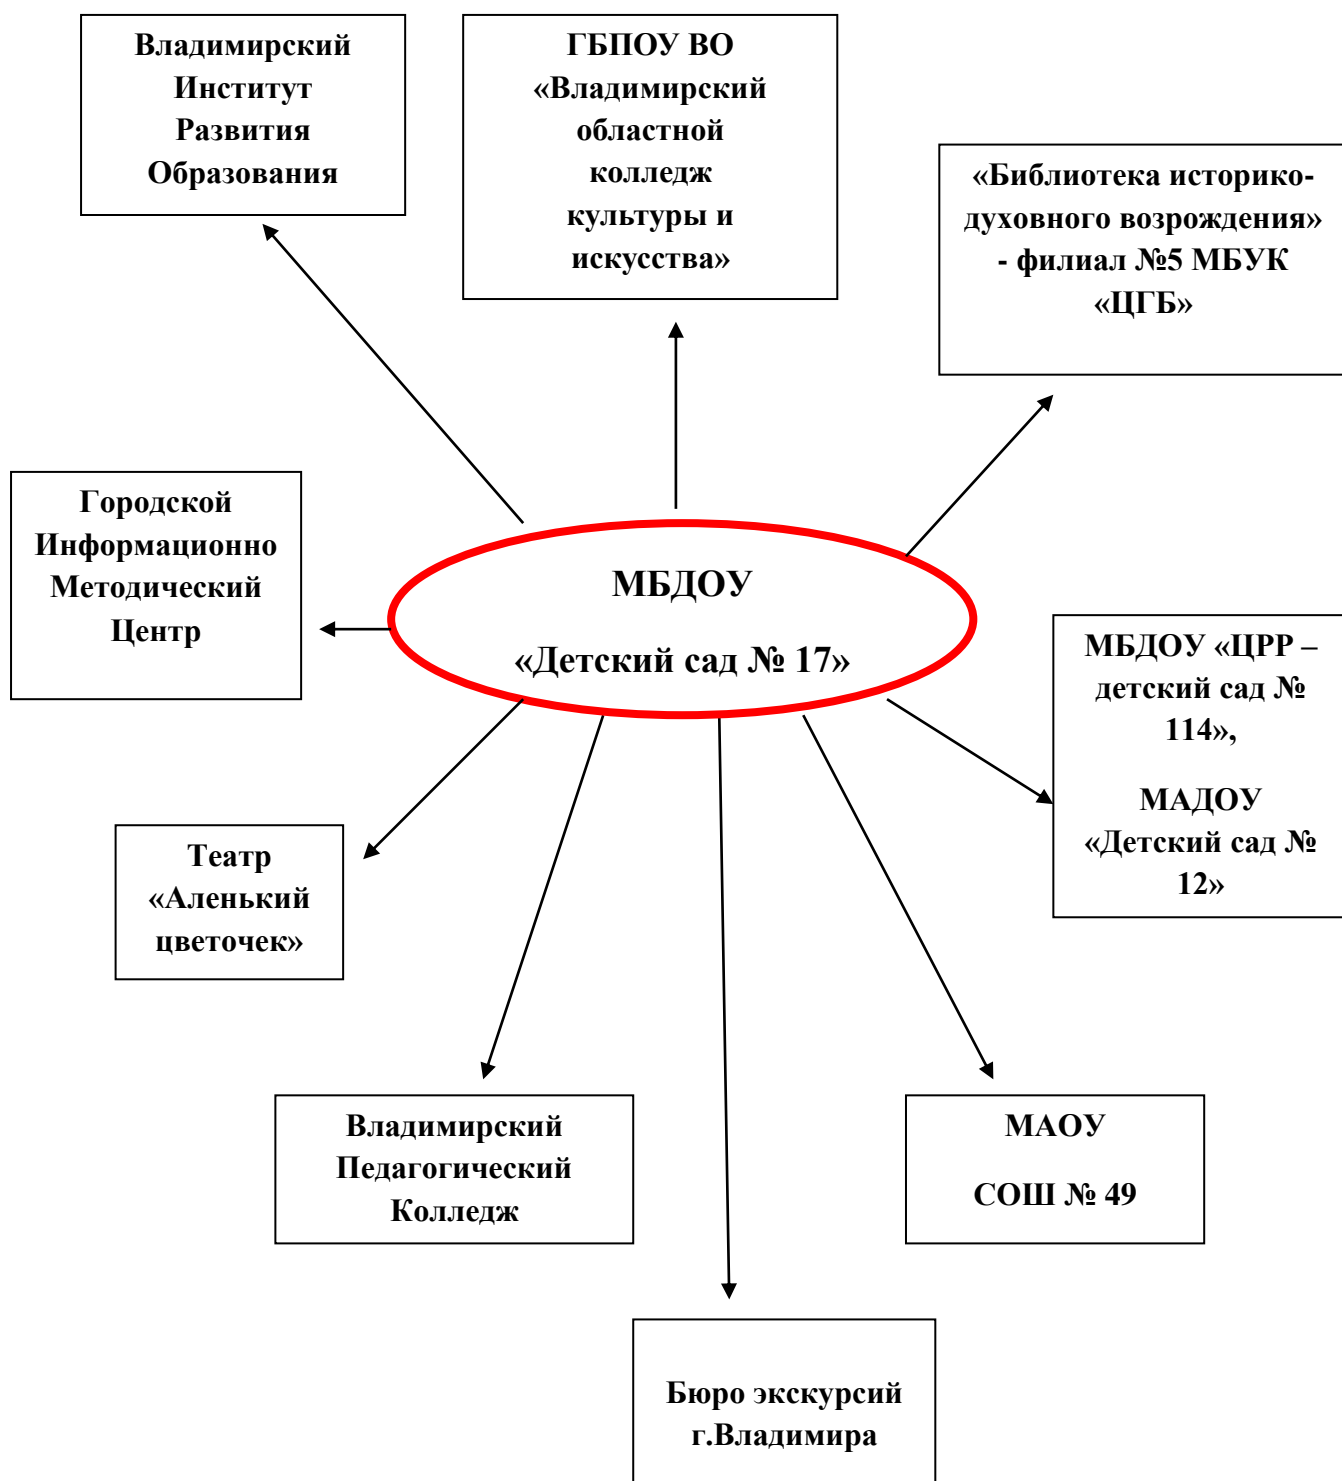 Владимирский
Институт
Развития
Образования
ГБПОУ ВО
«Владимирский
областной
колледж
культуры и
искусства»
«Библиотека историко-
духовного возрождения»
- филиал №5 МБУК
«ЦГБ»
Городской
Информационно
Методический
Центр
МБДОУ
«Детский сад № 17»
МБДОУ «ЦРР –
детский сад №
114»,
МАДОУ
«Детский сад №
12»
Театр
«Аленький
цветочек»
Владимирский
Педагогический
Колледж
МАОУ
СОШ № 49
Бюро экскурсий
г.Владимира